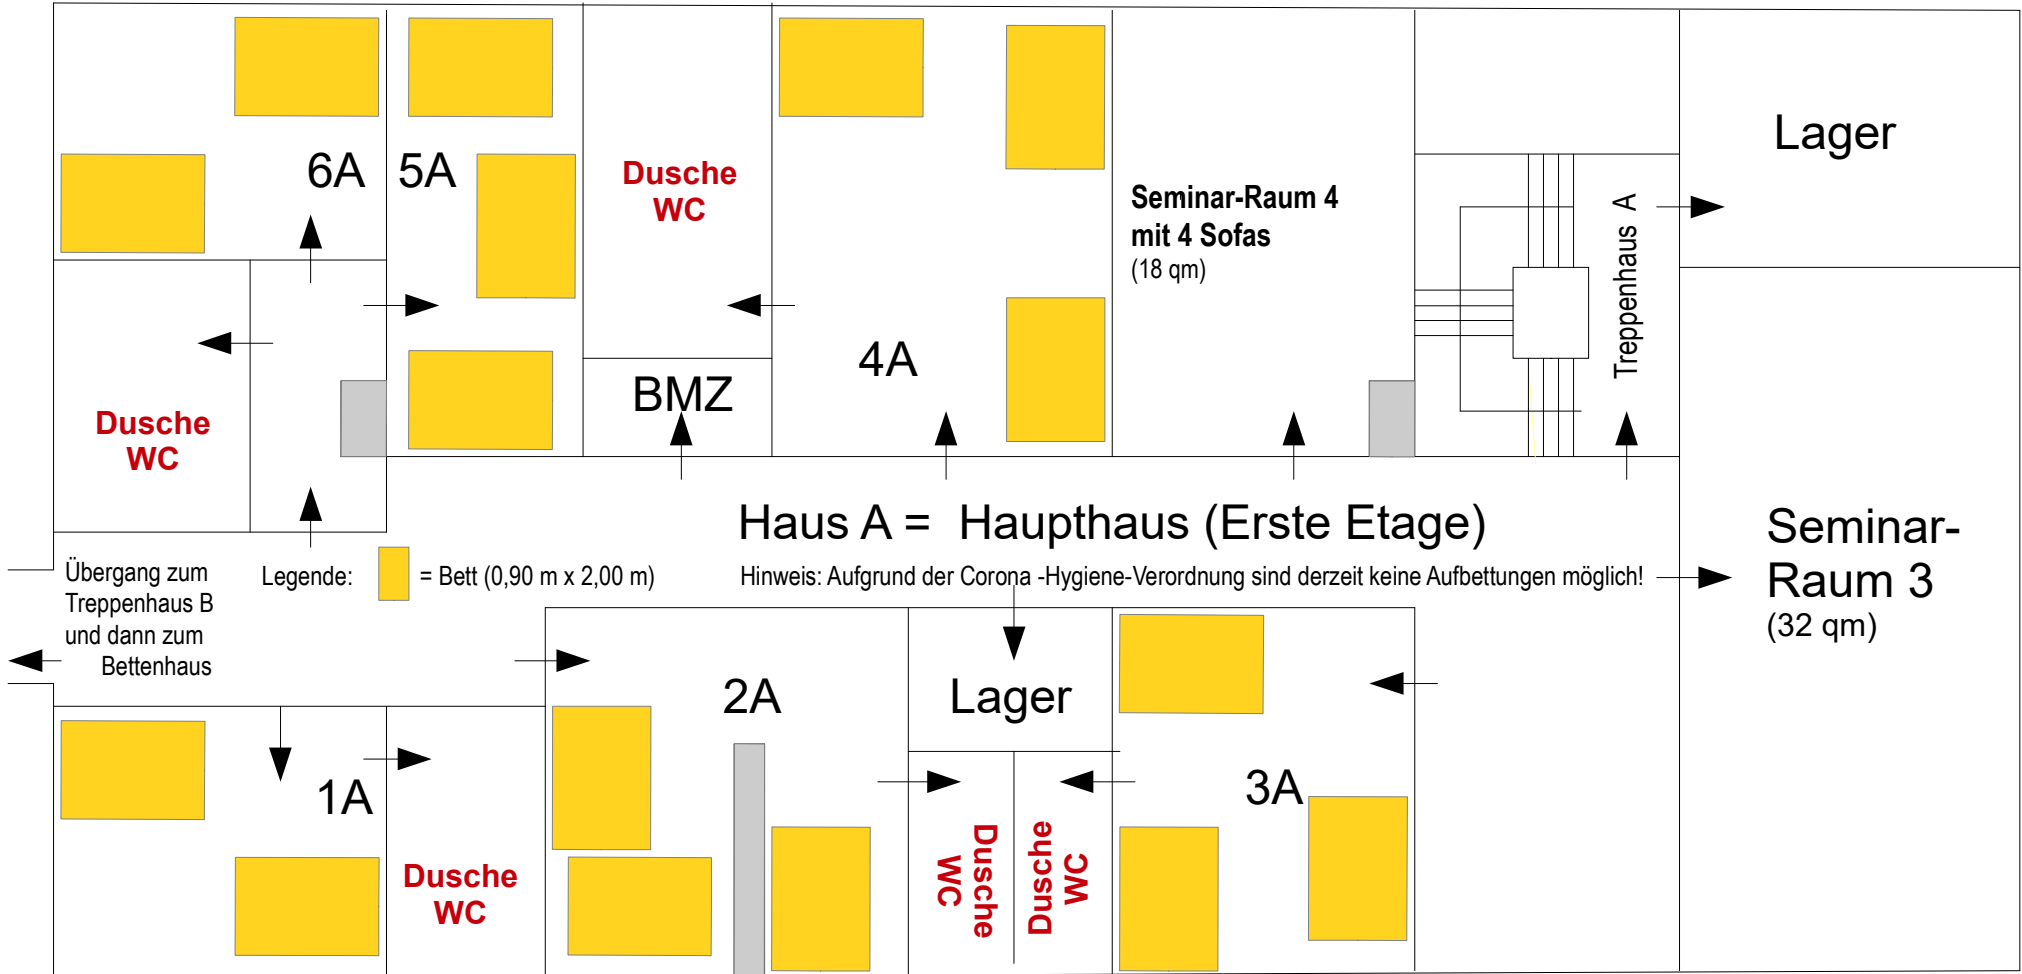 6A
5A
Dusche
WC
4A
Seminar-Raum 4
mit 4 Sofas
(18 qm)
Treppenhaus A
Lager
Dusche
WC
BMZ
Haus A = Haupthaus (Erste Etage)
Übergang zum
Treppenhaus B
und dann zum
Bettenhaus
Legende:
= Bett (0,90 m x 2,00 m)
Hinweis: Aufgrund der Corona -Hygiene-Verordnung sind derzeit keine Aufbettungen möglich!
Seminar-
Raum 3
(32 qm)
1A
Dusche
WC
2A
Lager
Dusche
WC
Dusche
WC
3A